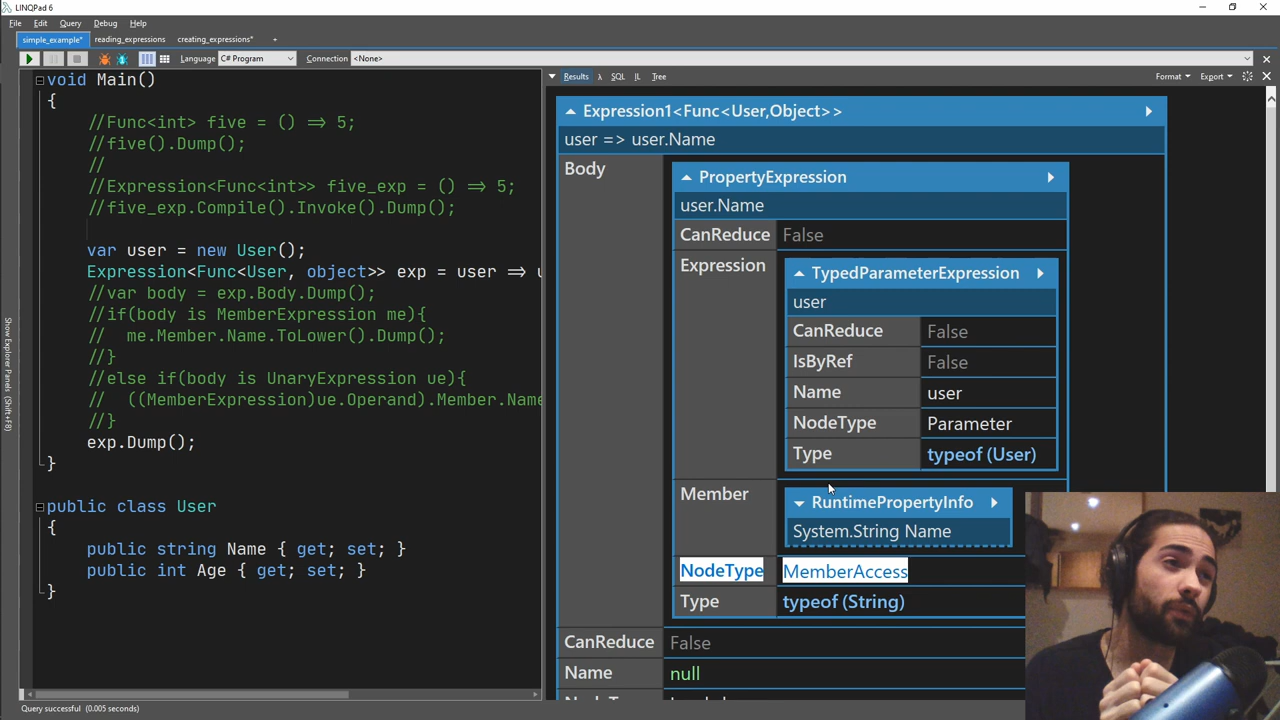 LINQPad 6
File Edit Query Debug Help
simple_example* reading_expressions creating_expressions* +
Language C# Program Connection <None>
void Main()
{
//Func<int> five = () => 5;
//five().Dump();
//
//Expression<Func<int>> five_exp = () => 5;
//five_exp.Compile().Invoke().Dump();
var user = new User();
Expression<Func<User, object>> exp = user => u
//var body = exp.Body.Dump();
//if(body is MemberExpression me){
// me.Member.Name.ToLower().Dump();
//}
//else if(body is UnaryExpression ue){
// ((MemberExpression)ue.Operand).Member.Name
//}
exp.Dump();
}
public class User
{
public string Name { get; set; }
public int Age { get; set; }
}
Show Explorer Panels (Shift+F8)
Query successful (0.005 seconds)
Results λ SQL IL Tree Format Export
Expression1<Func<User,Object>>
user => user.Name
Body
PropertyExpression
user.Name
CanReduce False
Expression
TypedParameterExpression
user
CanReduce False
IsByRef False
Name user
NodeType Parameter
Type typeof (User)
Member
RuntimePropertyInfo
System.String Name
NodeType MemberAccess
Type typeof (String)
CanReduce False
Name null